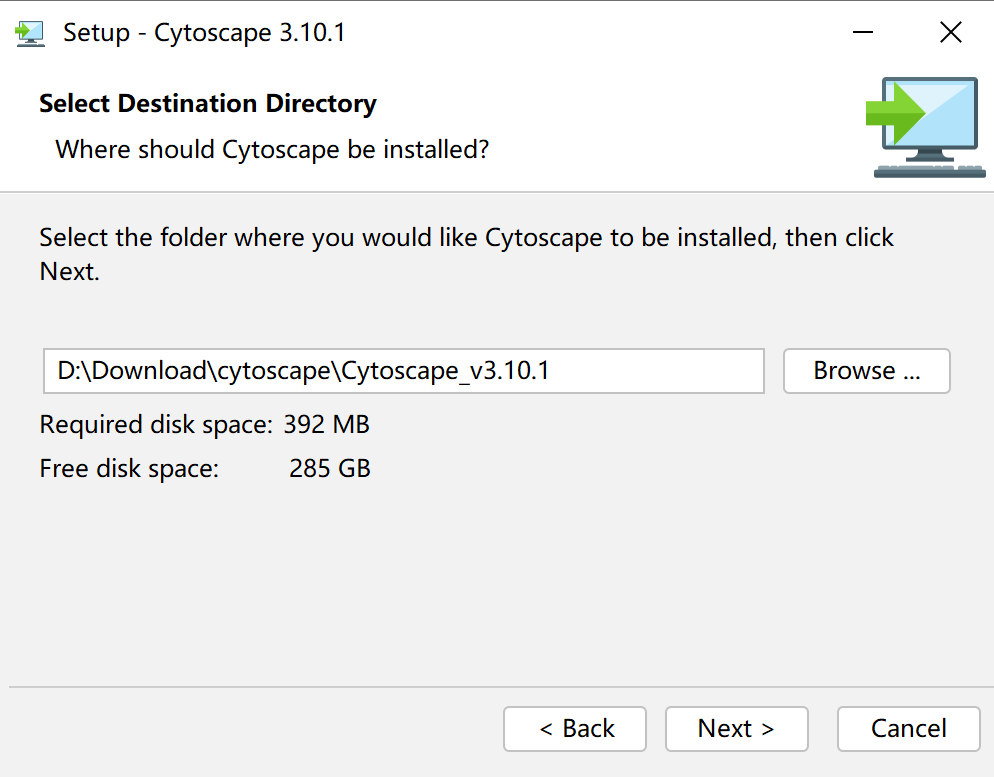 Setup - Cytoscape 3.10.1
Select Destination Directory
Where should Cytoscape be installed?
Select the folder where you would like Cytoscape to be installed, then click
Next.
D:\Download\cytoscape\Cytoscape_v3.10.1
Browse ...
Required disk space: 392 MB
Free disk space: 285 GB
< Back
Next >
Cancel